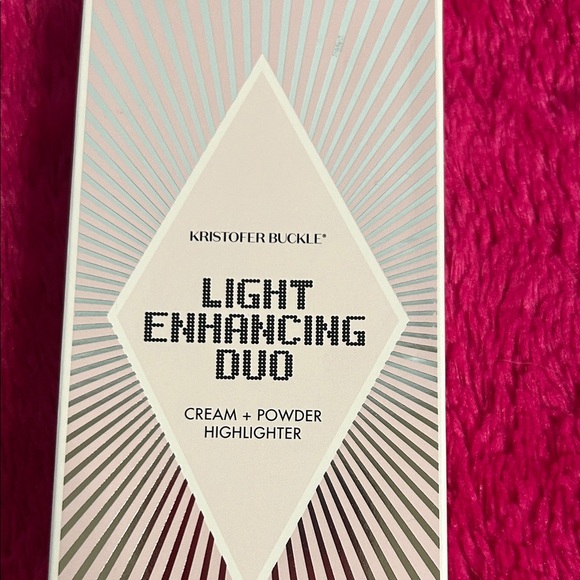 KRISTOFER BUCKLE®
LIGHT
ENHANCING
DUO
CREAM + POWDER
HIGHLIGHTER